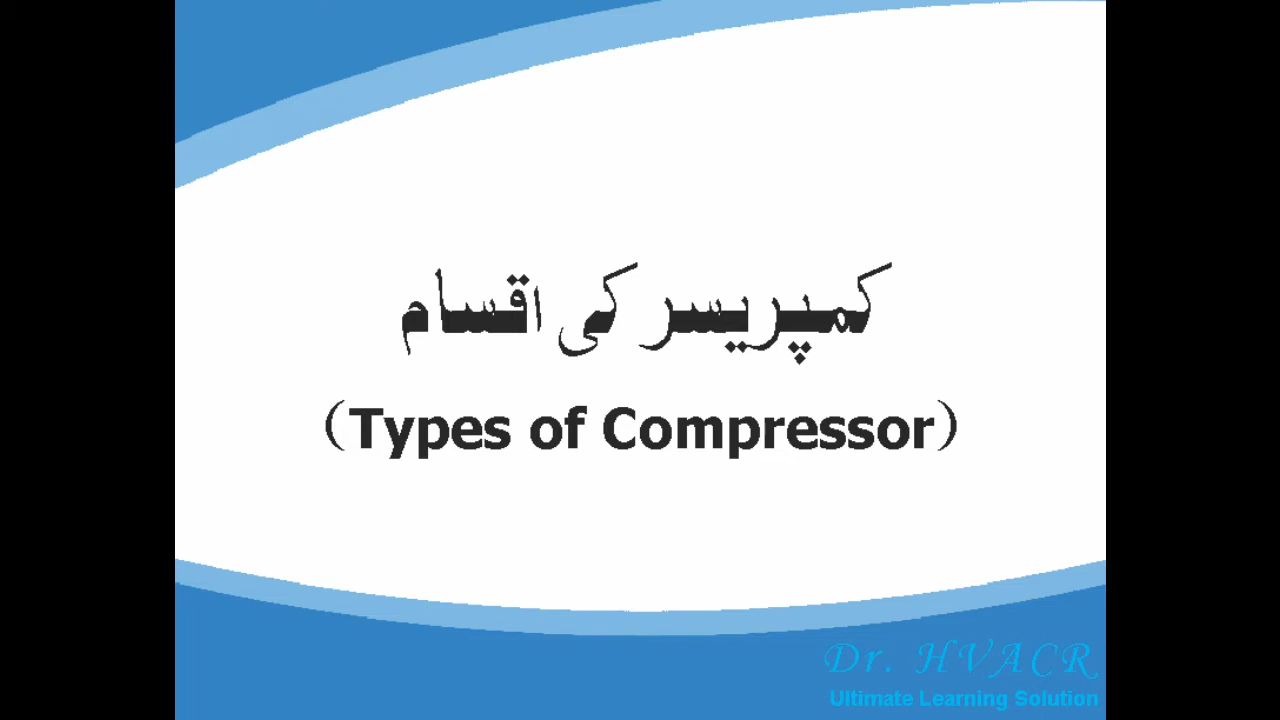 کمپریسر کی اقسام
(Types of Compressor)
Dr. HVACR
Ultimate Learning Solution